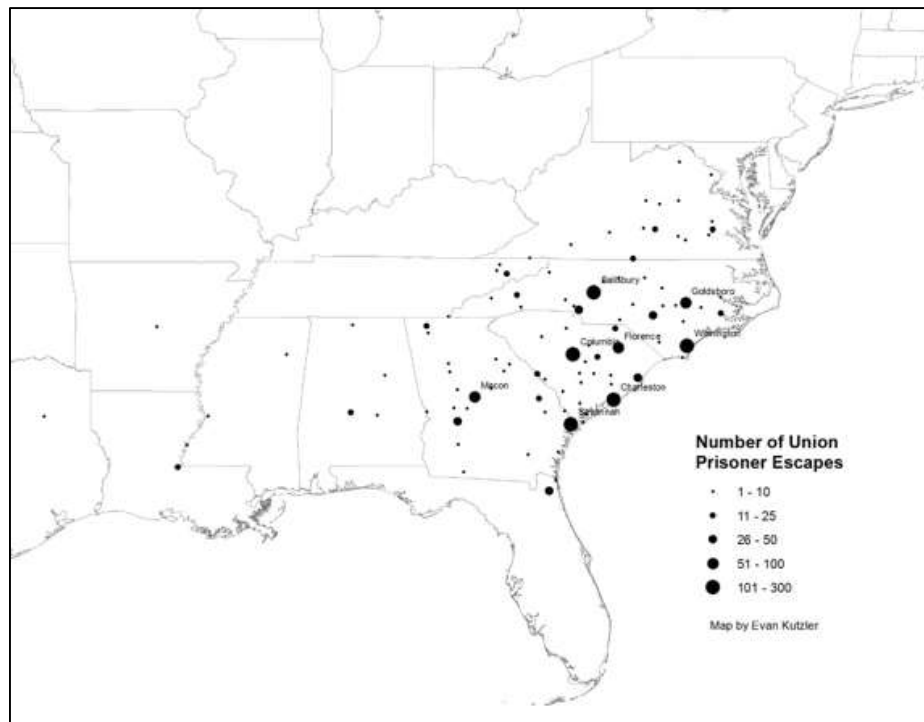 Salisbury
Goldsboro
Columbia
Florence
Wilmington
Macon
Charleston
Savannah
Number of Union
Prisoner Escapes
1 - 10
11 - 25
26 - 50
51 - 100
101 - 300
Map by Evan Kutzler